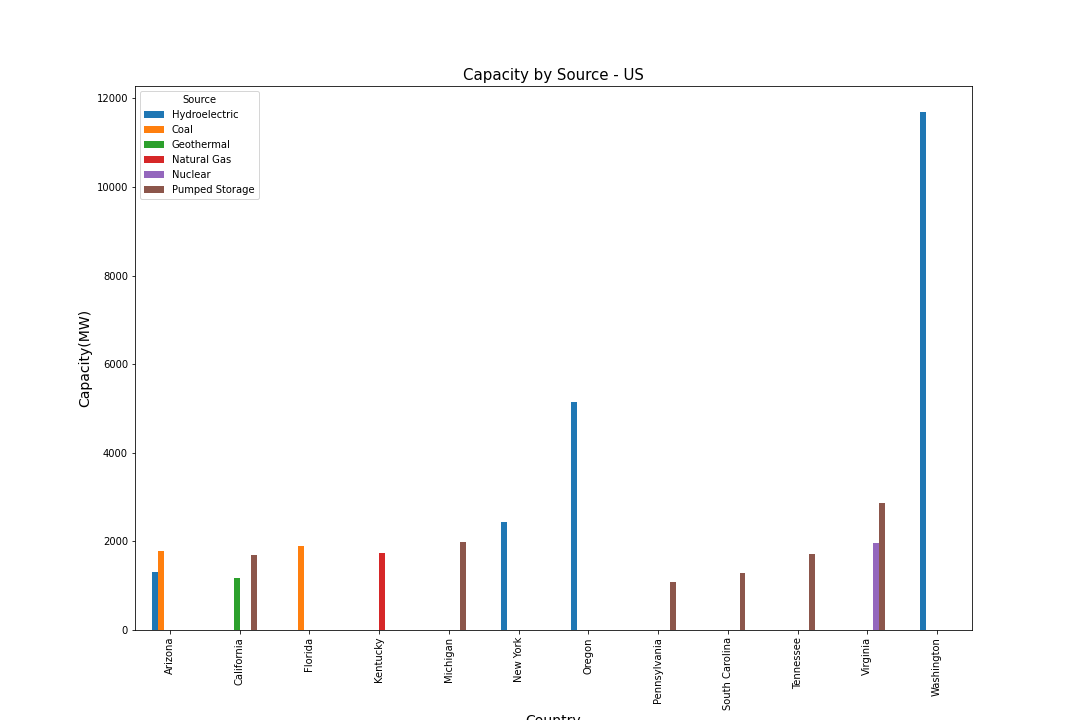 Capacity by Source - US
12000
10000
8000
6000
4000
2000
0
Capacity(MW)
Source
Hydroelectric
Coal
Geothermal
Natural Gas
Nuclear
Pumped Storage
Arizona
California
Florida
Kentucky
Michigan
New York
Oregon
Pennsylvania
South Carolina
Tennessee
Virginia
Washington
Country